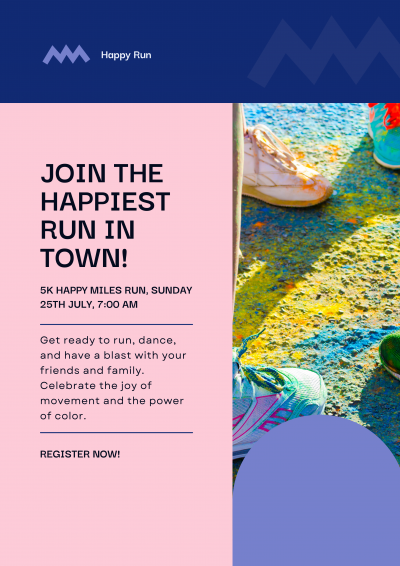 Happy Run
JOIN THE
HAPPIEST
RUN IN
TOWN!
5K HAPPY MILES RUN, SUNDAY
25TH JULY, 7:00 AM
Get ready to run, dance,
and have a blast with your
friends and family.
Celebrate the joy of
movement and the power
of color.
REGISTER NOW!